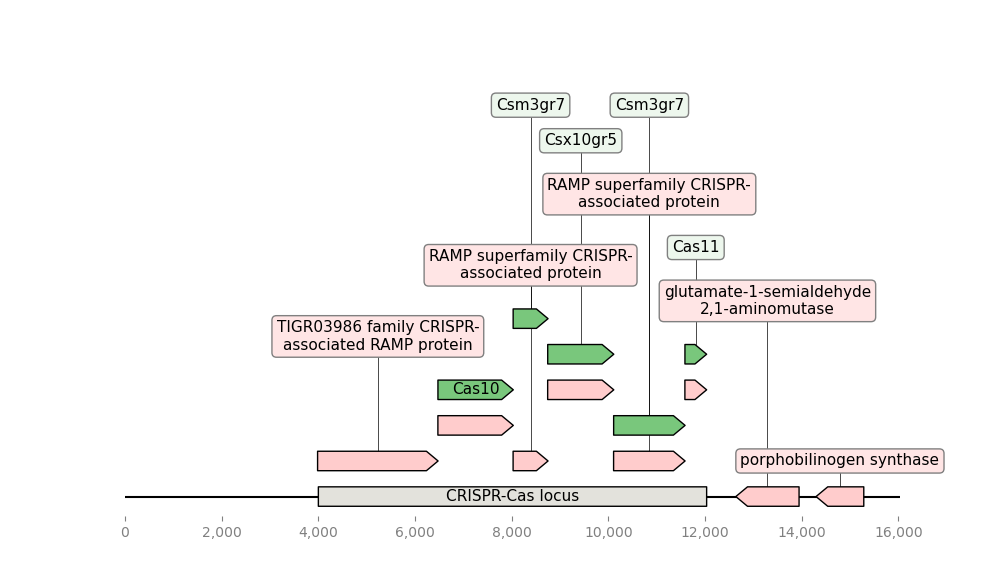 Csm3gr7
Csm3gr7
Csx10gr5
RAMP superfamily CRISPR-
associated protein
Cas11
RAMP superfamily CRISPR-
associated protein
glutamate-1-semialdehyde
2,1-aminomutase
TIGR03986 family CRISPR-
associated RAMP protein
Cas10
porphobilinogen synthase
CRISPR-Cas locus
0 2,000 4,000 6,000 8,000 10,000 12,000 14,000 16,000